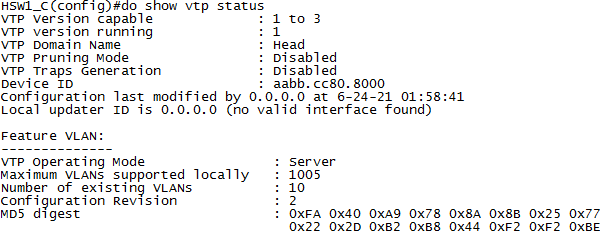 HSW1_C(config)#do show vtp status
VTP Version capable : 1 to 3
VTP version running : 1
VTP Domain Name : Head
VTP Pruning Mode : Disabled
VTP Traps Generation : Disabled
Device ID : aabb.cc80.8000
Configuration last modified by 0.0.0.0 at 6-24-21 01:58:41
Local updater ID is 0.0.0.0 (no valid interface found)
Feature VLAN:
--------------
VTP Operating Mode : Server
Maximum VLANs supported locally : 1005
Number of existing VLANs : 10
Configuration Revision : 2
MD5 digest : 0xFA 0x40 0xA9 0x78 0x8A 0x8B 0x25 0x77
0x22 0x2D 0xB2 0xB8 0x44 0xF2 0xF2 0xBE